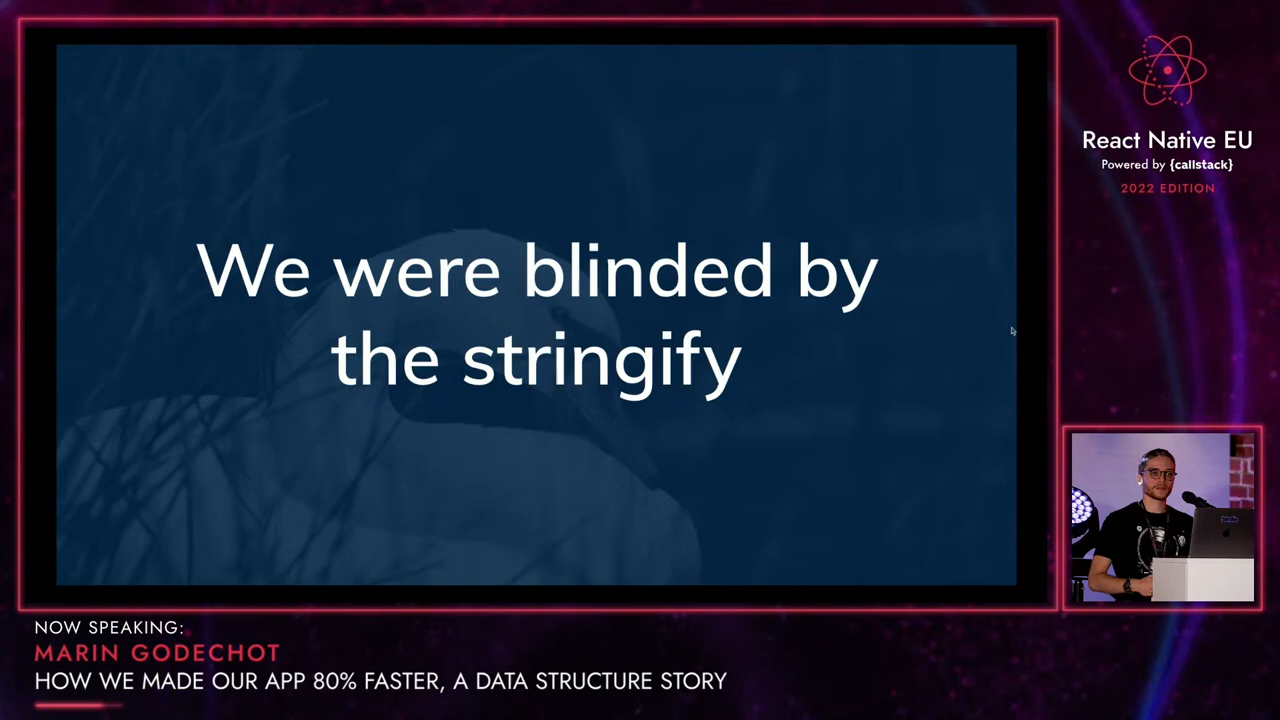 We were blinded by
the stringify
React Native EU
Powered by {callstack}
2022 EDITION
NOW SPEAKING:
MARIN GODECHOT
HOW WE MADE OUR APP 80% FASTER, A DATA STRUCTURE STORY